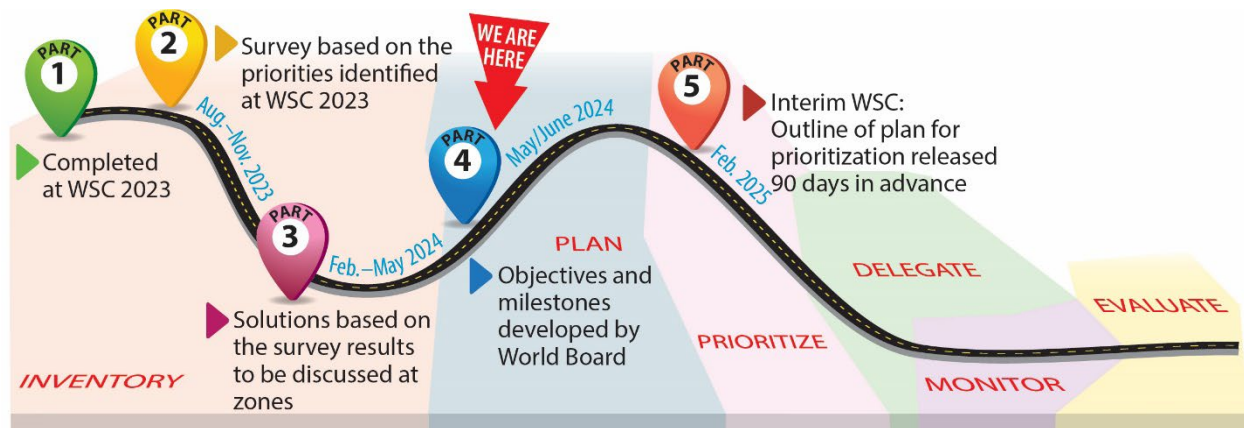 PART
1
Completed
at WSC 2023
PART
2
Survey based on the
priorities identified
at WSC 2023
Aug.–Nov. 2023
PART
3
Solutions based on
the survey results
to be discussed at
zones
INVENTORY
Feb.–May 2024
WE ARE
HERE
PART
4
May/June 2024
PLAN
Objectives and
milestones
developed by
World Board
PART
5
Interim WSC:
Outline of plan for
prioritization released
90 days in advance
Feb. 2025
PRIORITIZE
DELEGATE
MONITOR
EVALUATE